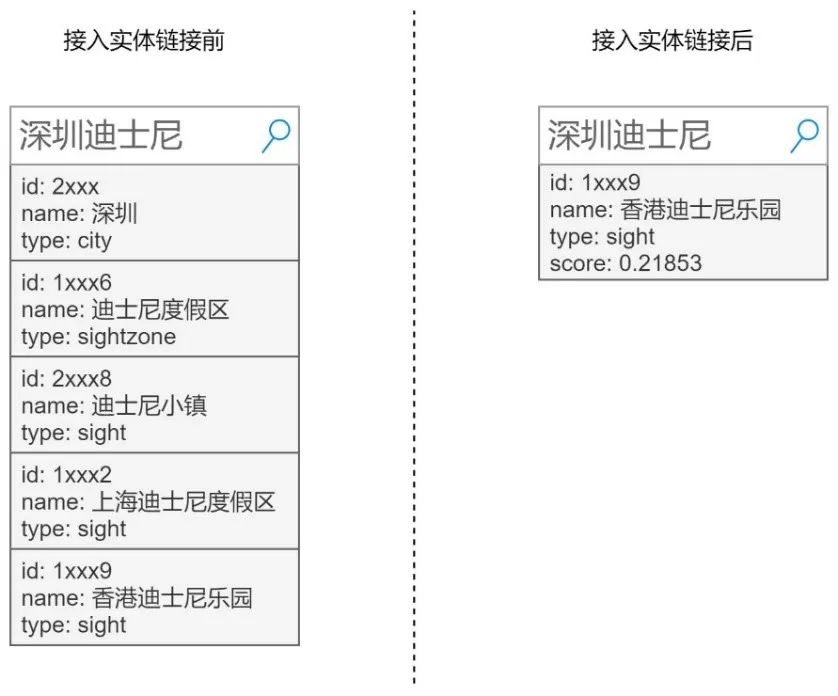 接入实体链接前
深圳迪士尼
id: 2xxx
name: 深圳
type: city
id: 1xxx6
name: 迪士尼度假区
type: sightzone
id: 2xxx8
name: 迪士尼小镇
type: sight
id: 1xxx2
name: 上海迪士尼度假区
type: sight
id: 1xxx9
name: 香港迪士尼乐园
type: sight
接入实体链接后
深圳迪士尼
id: 1xxx9
name: 香港迪士尼乐园
type: sight
score: 0.21853